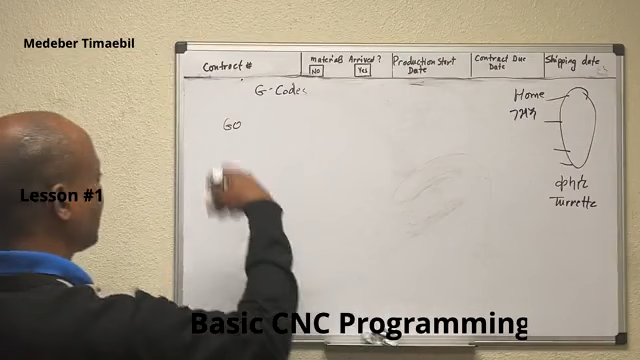 Medeber Timaebil
Contract #
materials Arrived?
NO
Yes
Production Start
Date
Contract Due
Date
Shipping date
G-Codes
Home
G0
Lesson #1
Turrette
Basic CNC Programming